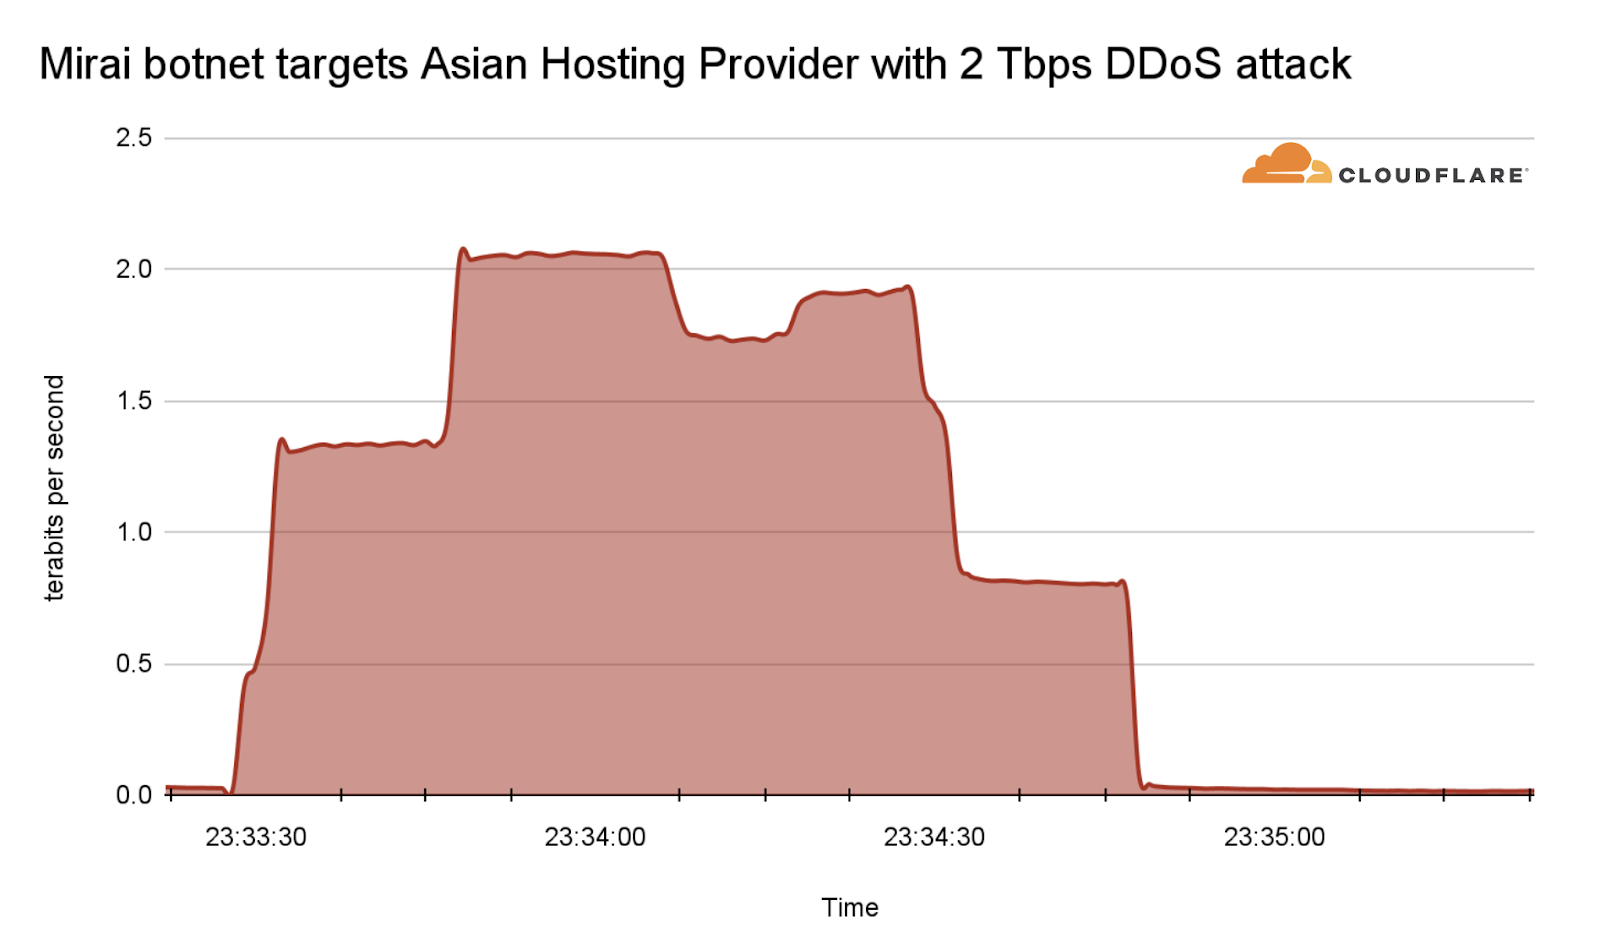 Mirai botnet targets Asian Hosting Provider with 2 Tbps DDoS attack
CLOUDFLARE
2.5
2.0
1.5
1.0
0.5
0.0
terabits per second
23:33:30 23:34:00 23:34:30 23:35:00
Time